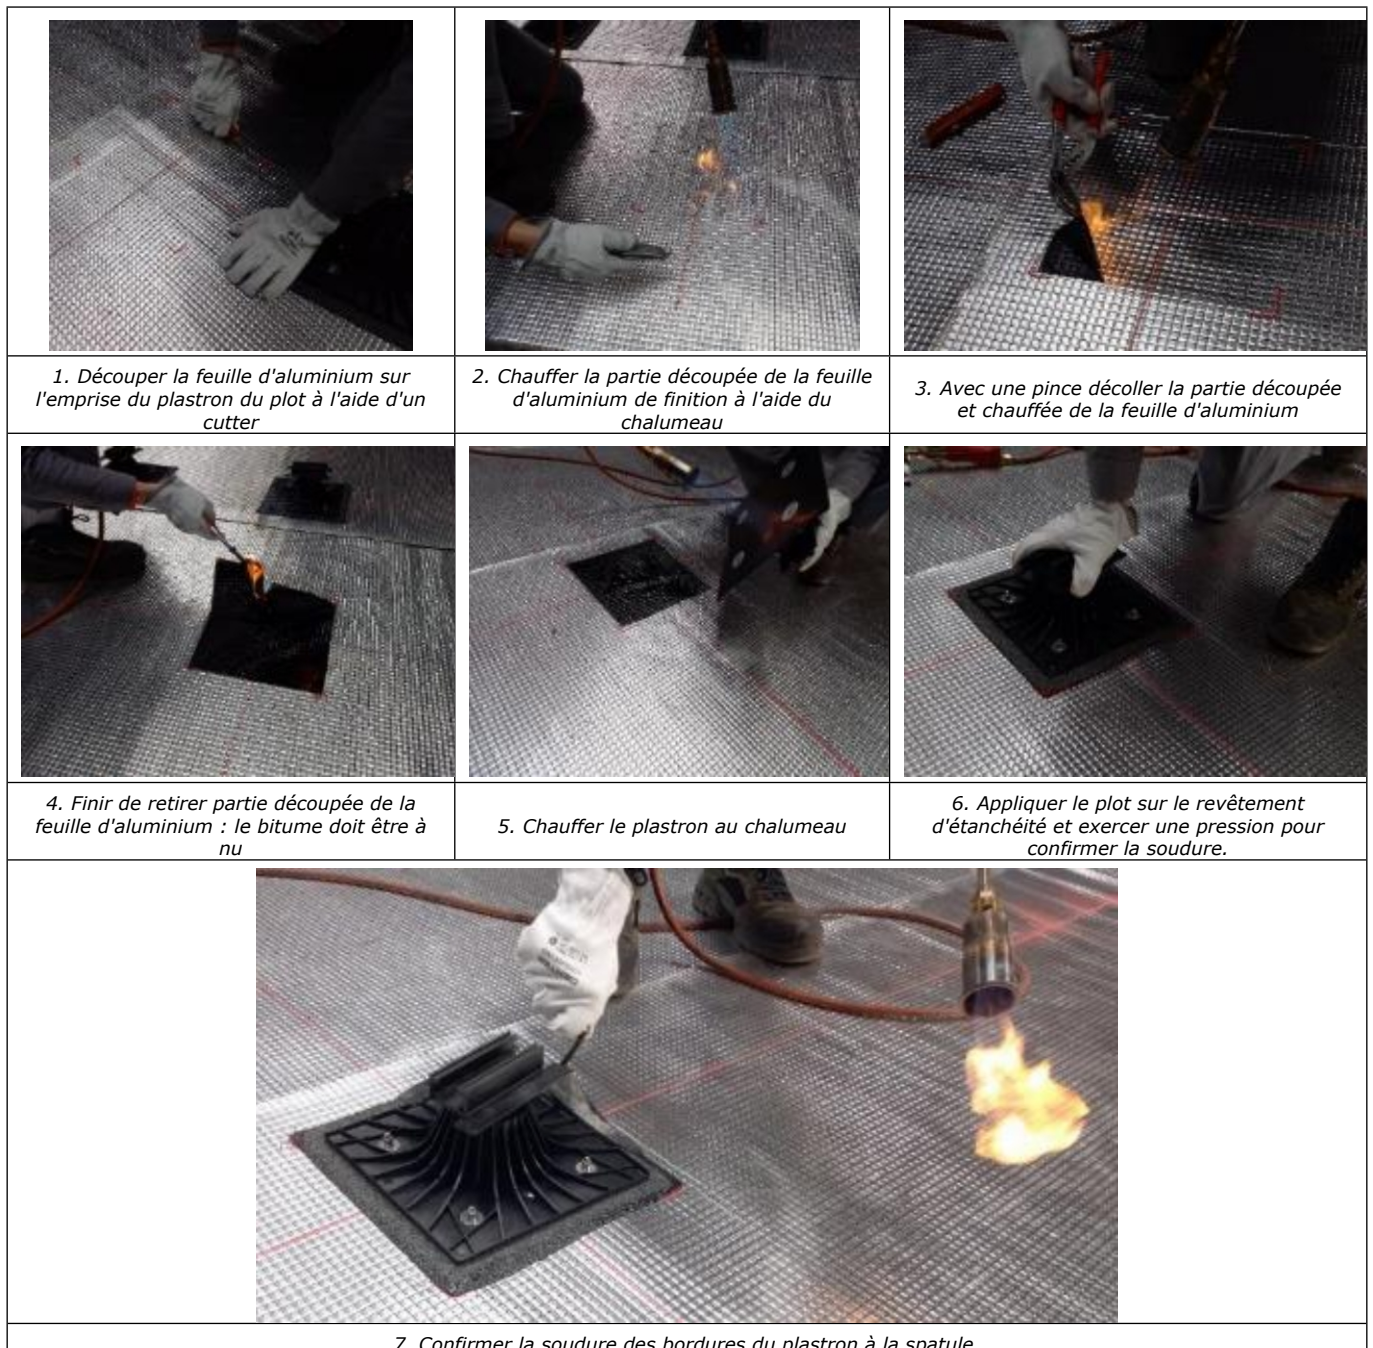 1. Découper la feuille d'aluminium sur
l'emprise du plastron du plot à l'aide d'un
cutter
2. Chauffer la partie découpée de la feuille
d'aluminium de finition à l'aide du
chalumeau
3. Avec une pince décoller la partie découpée
et chauffée de la feuille d'aluminium
4. Finir de retirer partie découpée de la
feuille d'aluminium : le bitume doit être à
nu
5. Chauffer le plastron au chalumeau
6. Appliquer le plot sur le revêtement
d'étanchéité et exercer une pression pour
confirmer la soudure.
7. Confirmer la soudure des bordures du plastron à la spatule